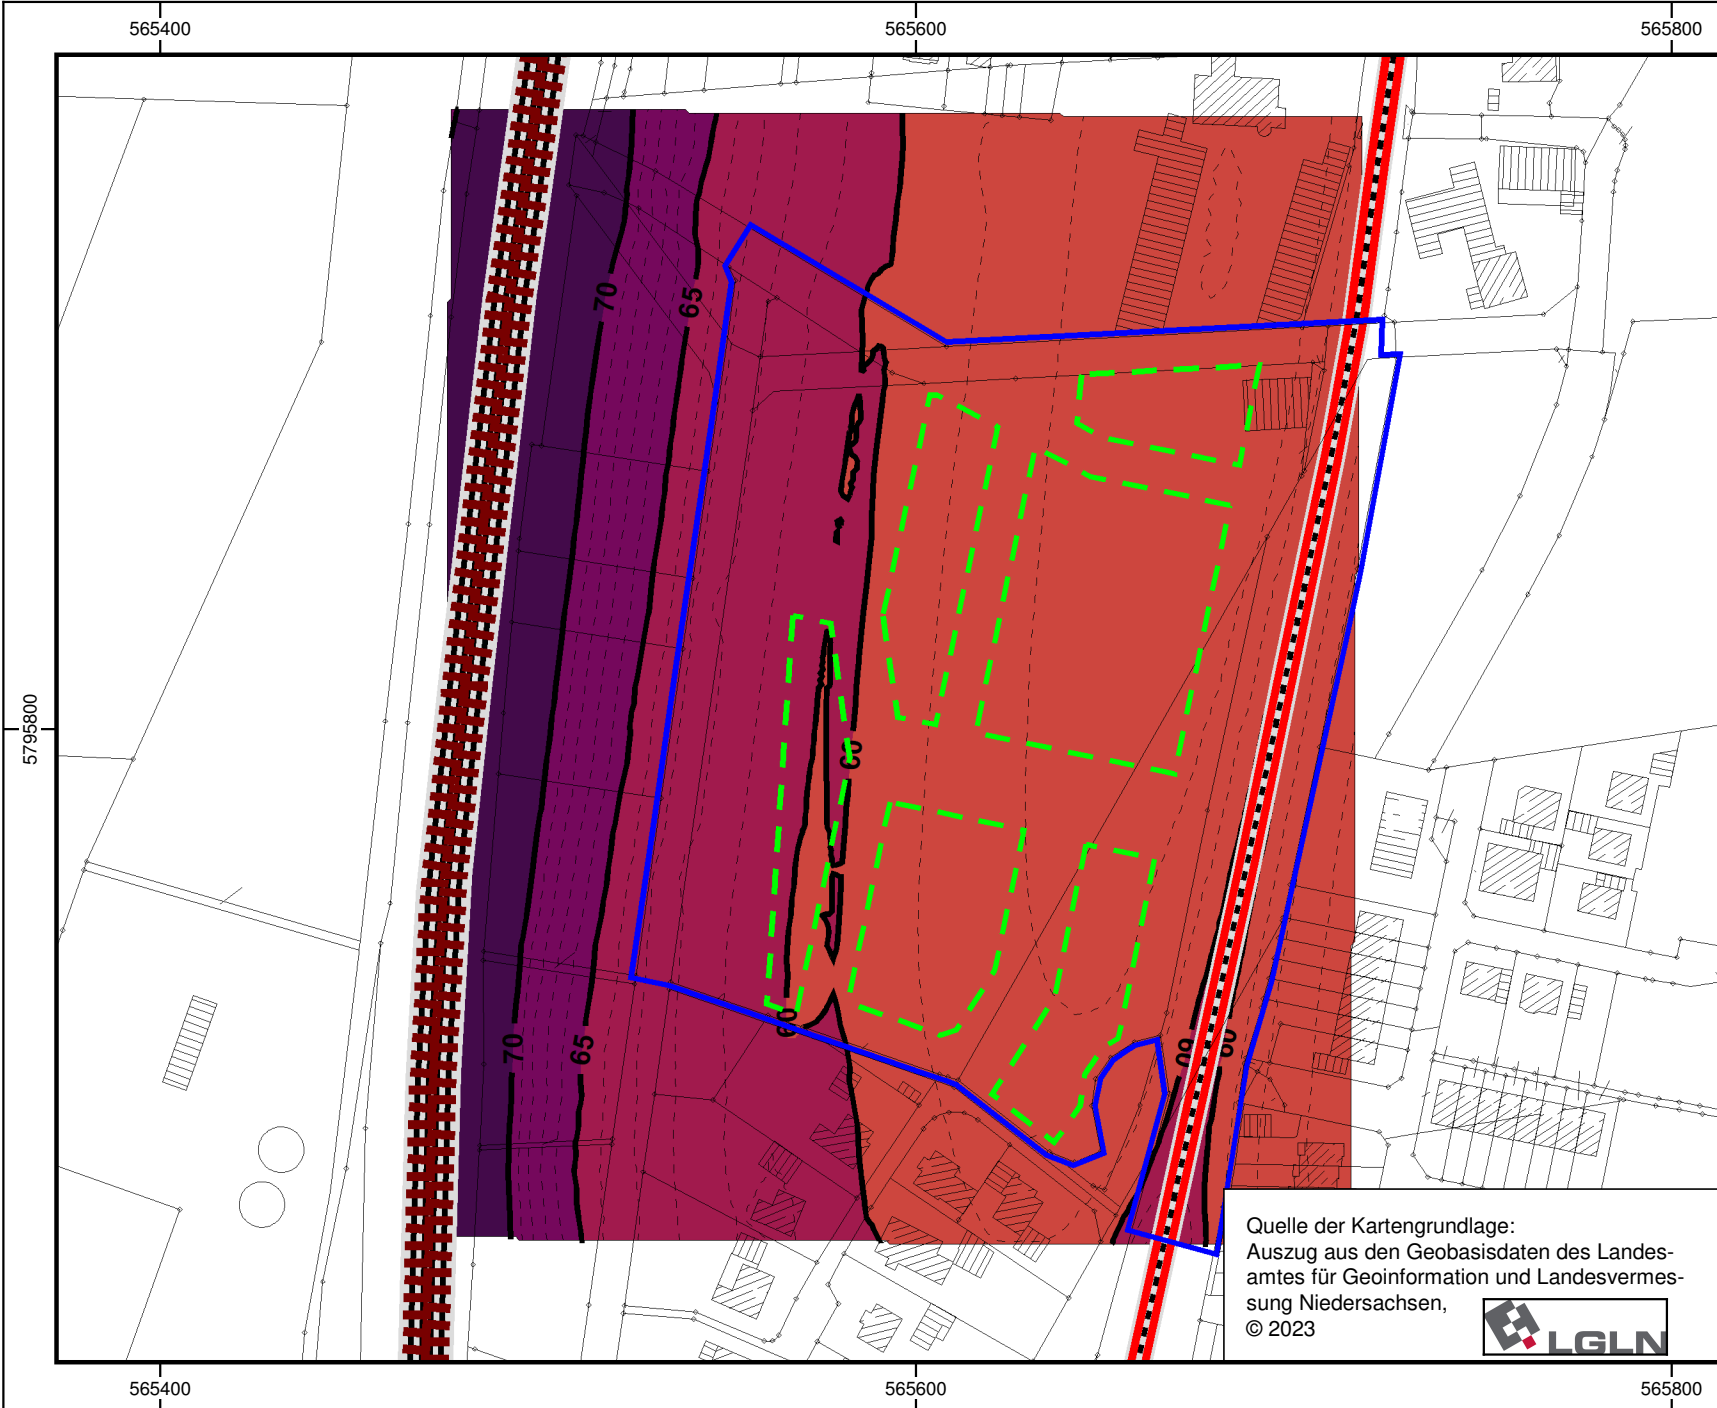 565400 565600 565800
5795800
70 65
60
60
70 65
60 60
Quelle der Kartengrundlage:
Auszug aus den Geobasisdaten des Landes-
amtes für Geoinformation und Landesvermes-
sung Niedersachsen,
© 2023
LGLN
565400 565600 565800